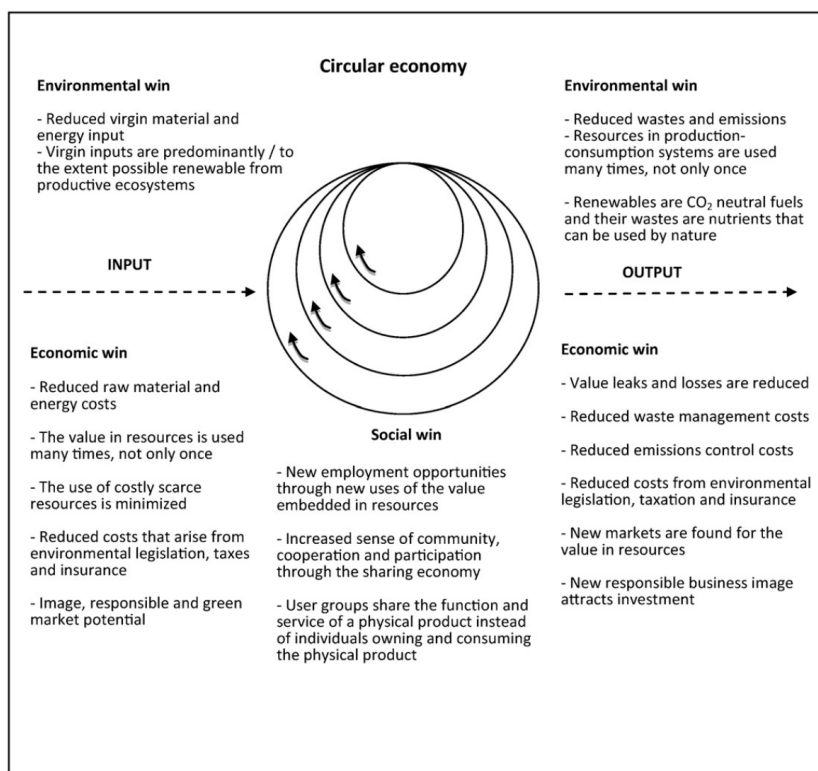 Circular economy
Environmental win
- Reduced virgin material and
energy input
- Virgin inputs are predominantly / to
the extent possible renewable from
productive ecosystems
INPUT
Economic win
- Reduced raw material and
energy costs
- The value in resources is used
many times, not only once
- The use of costly scarce
resources is minimized
- Reduced costs that arise from
environmental legislation, taxes
and insurance
- Image, responsible and green
market potential
Social win
- New employment opportunities
through new uses of the value
embedded in resources
- Increased sense of community,
cooperation and participation
through the sharing economy
- User groups share the function and
service of a physical product instead
of individuals owning and consuming
the physical product
Environmental win
- Reduced wastes and emissions
- Resources in production-
consumption systems are used
many times, not only once
- Renewables are CO₂ neutral fuels
and their wastes are nutrients that
can be used by nature
OUTPUT
Economic win
- Value leaks and losses are reduced
- Reduced waste management costs
- Reduced emissions control costs
- Reduced costs from environmental
legislation, taxation and insurance
- New markets are found for the
value in resources
- New responsible business image
attracts investment